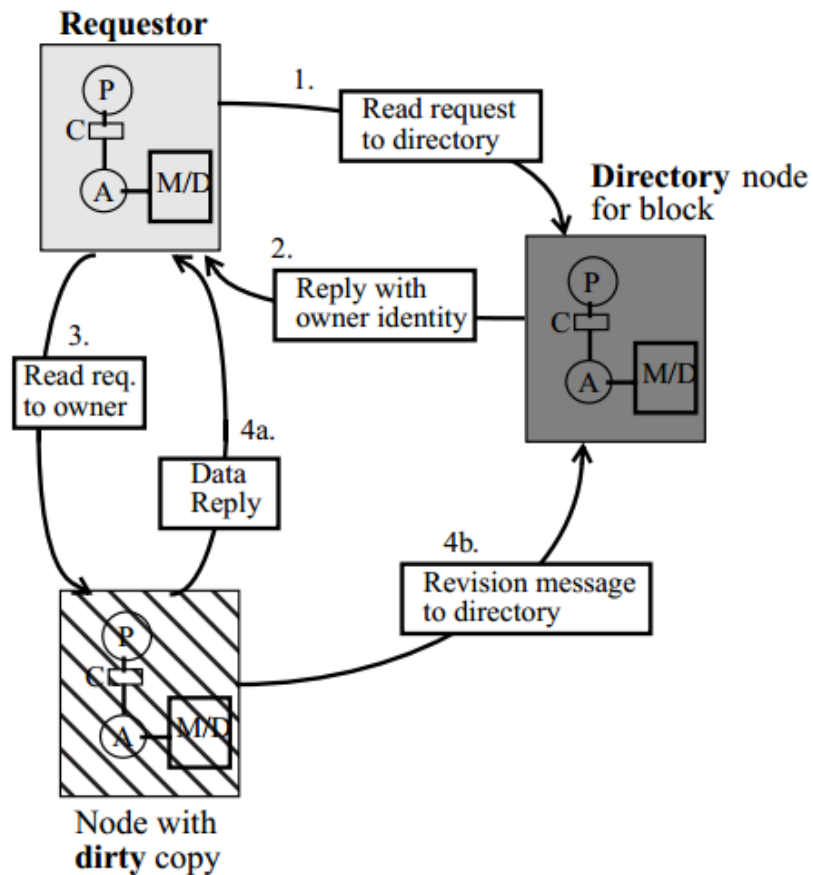 Requestor
P
C
A
M/D
1.
Read request
to directory
Directory node
for block
P
C
A
M/D
2.
Reply with
owner identity
3.
Read req.
to owner
4a.
Data
Reply
4b.
Revision message
to directory
P
C
A
M/D
Node with
dirty copy